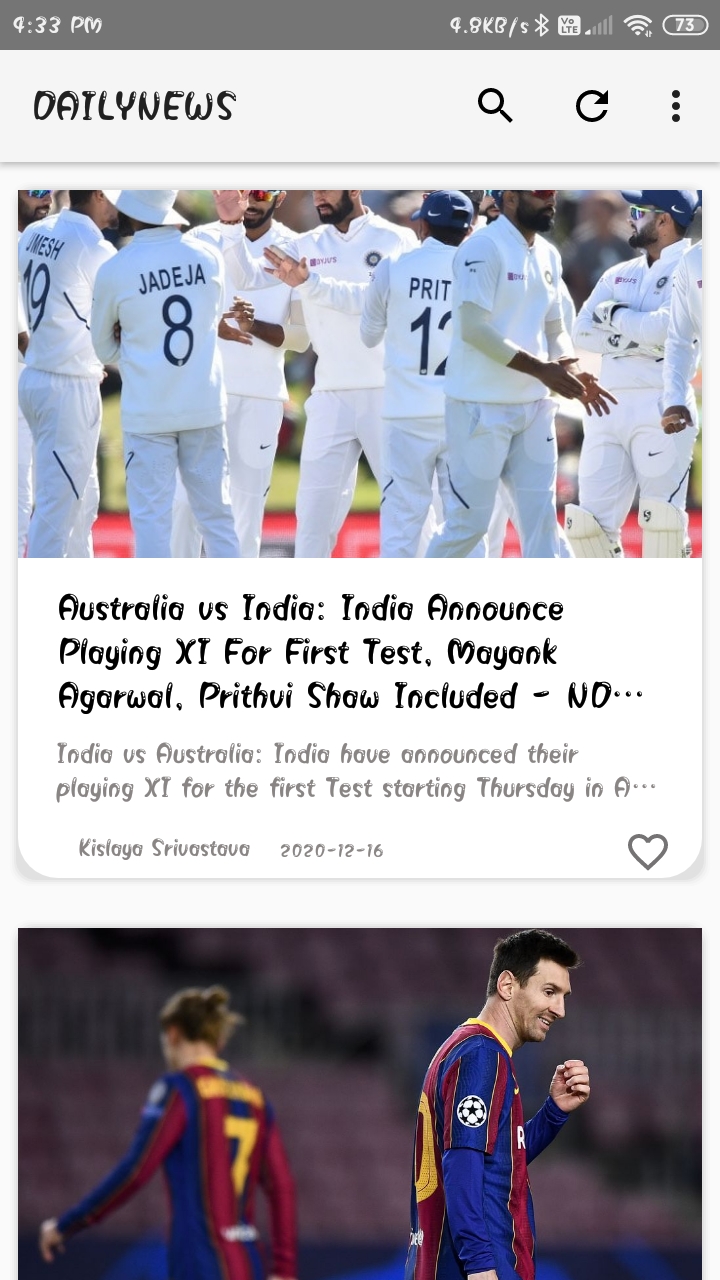 4:33 PM 4.8KB/s Vo LTE 73
DAILYNEWS
JMESH
19
JADEJA
8
BYJU'S
PRIT
12
BYJU'S
BYJU'S
Australia vs India: India Announce
Playing XI For First Test, Mayank
Agarwal, Prithvi Shaw Included - ND...
India vs Australia: India have announced their
playing XI for the first Test starting Thursday in A...
Kislaya Srivastava 2020-12-16
7
R